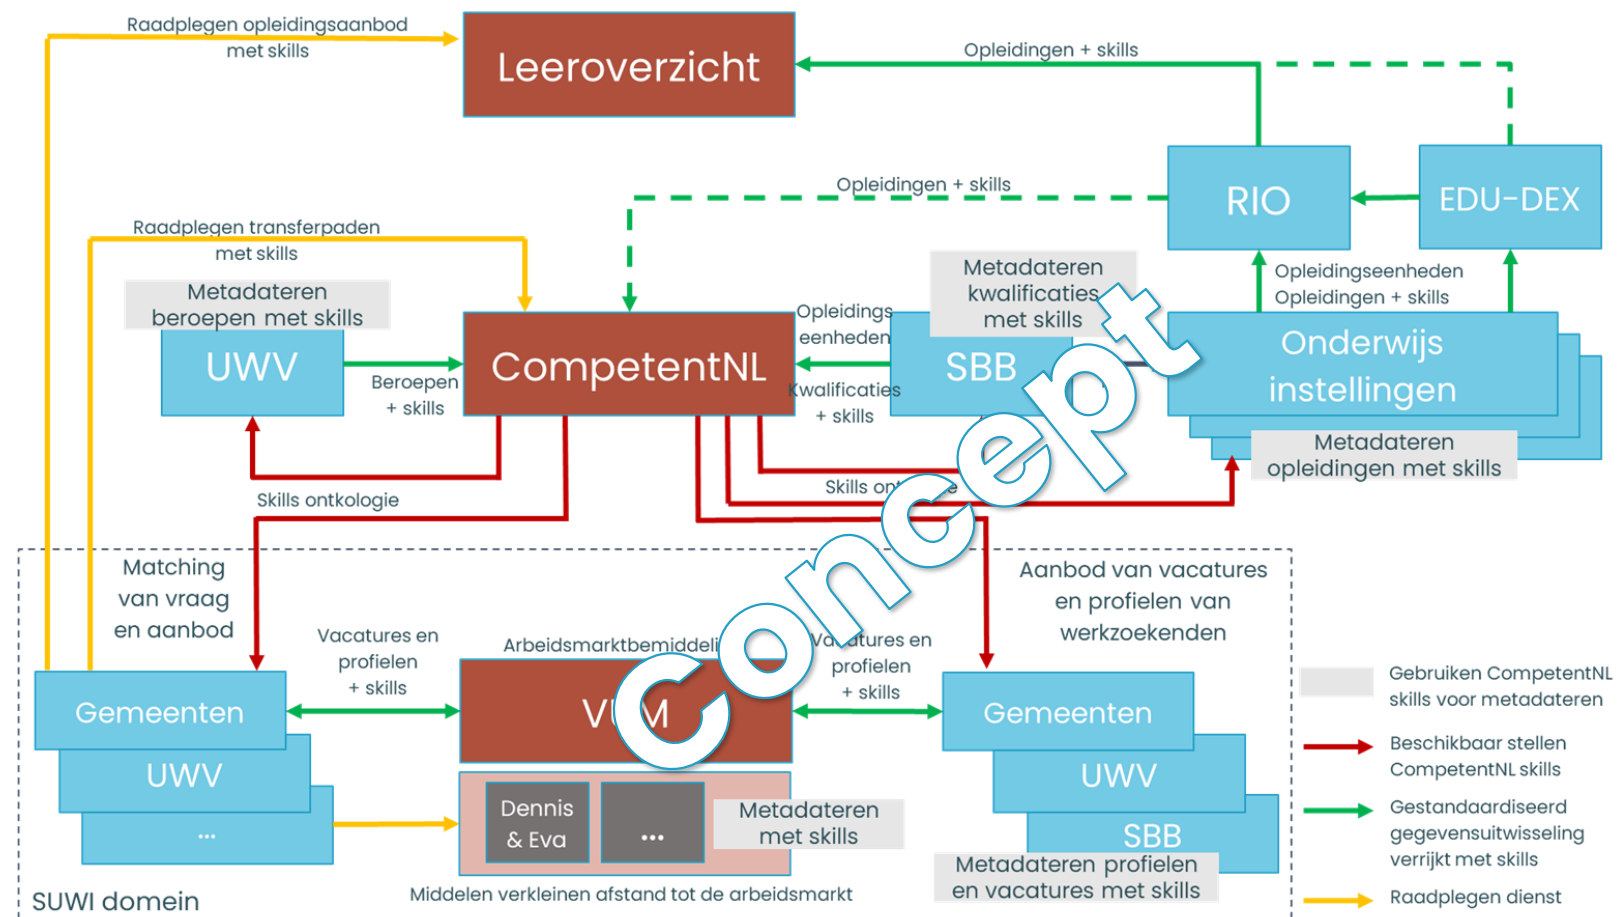 Raadplegen opleidingsaanbod
met skills
Leeroverzicht
Opleidingen + skills
RIO
EDU-DEX
Opleidingen + skills
Raadplegen transferpaden
met skills
Metadateren
beroepen met skills
UWV
Beroepen
+ skills
CompetentNL
Opleidings
eenheden
Kwalificaties
+ skills
Metadateren
kwalificaties
met skills
SBB
Opleidingseenheden
Opleidingen + skills
Onderwijs
instellingen
Metadateren
opleidingen met skills
Skills ontkologie
Skills
Concept
Matching
van vraag
en aanbod
Vacatures en
profielen
+ skills
Arbeidsmarktbemiddeli
Vacatures en
profielen
+ skills
Aanbod van vacatures
en profielen van
werkzoekenden
Gemeenten
UWV
...
VUM
Dennis
& Eva
...
Metadateren
met skills
Middelen verkleinen afstand tot de arbeidsmarkt
Gemeenten
UWV
SBB
Metadateren profielen
en vacatures met skills
SUWI domein
Gebruiken CompetentNL
skills voor metadateren
Beschikbaar stellen
CompetentNL skills
Gestandaardiseerd
gegevensuitwisseling
verrijkt met skills
Raadplegen dienst